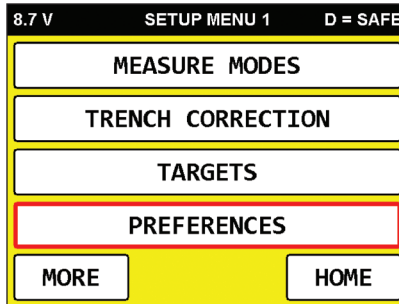 8.7 V SETUP MENU 1 D = SAFE
MEASURE MODES
TRENCH CORRECTION
TARGETS
PREFERENCES
MORE HOME